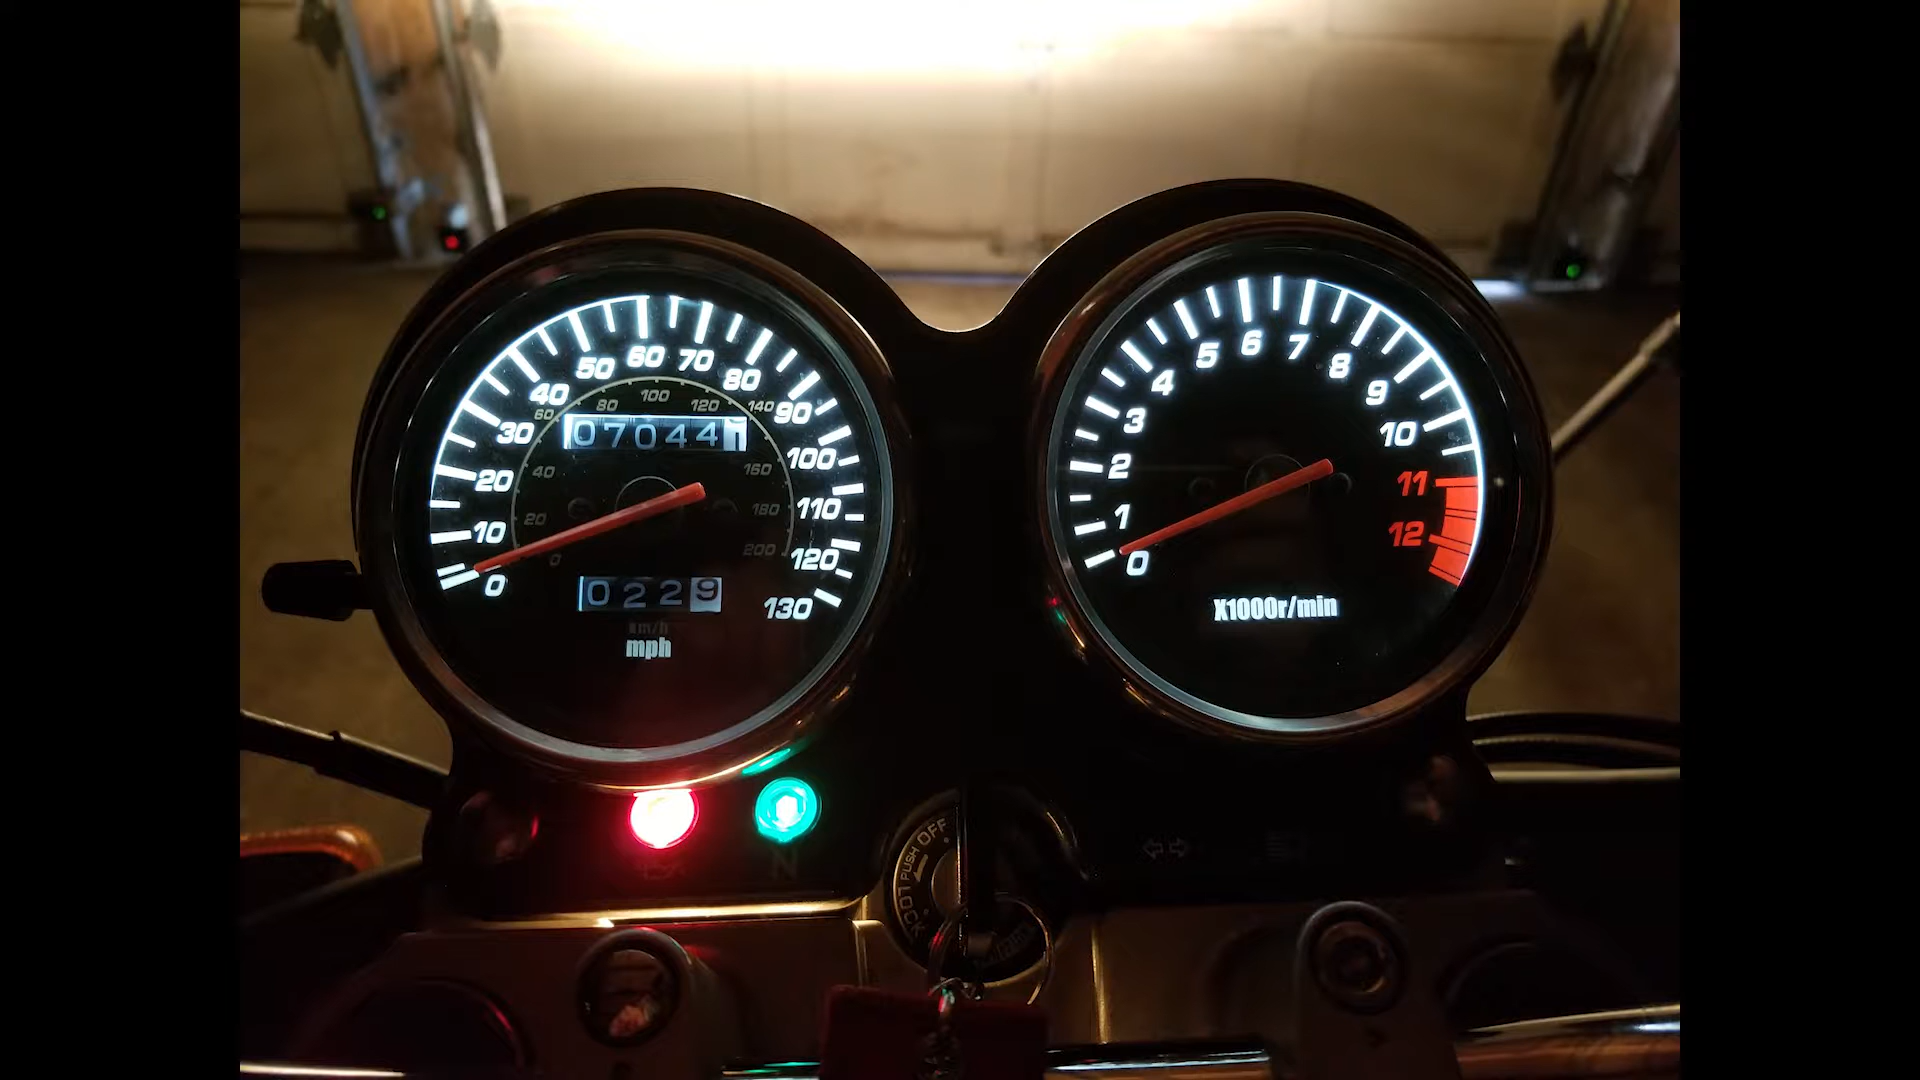 0 10 20 30 40 50 60 70 80 90 100 110 120 130
0 20 40 60 80 100 120 140 160 180 200
070441
0229
km/h
mph
0 1 2 3 4 5 6 7 8 9 10 11 12
X1000r/min
N
OFF
PUSH
LOCK